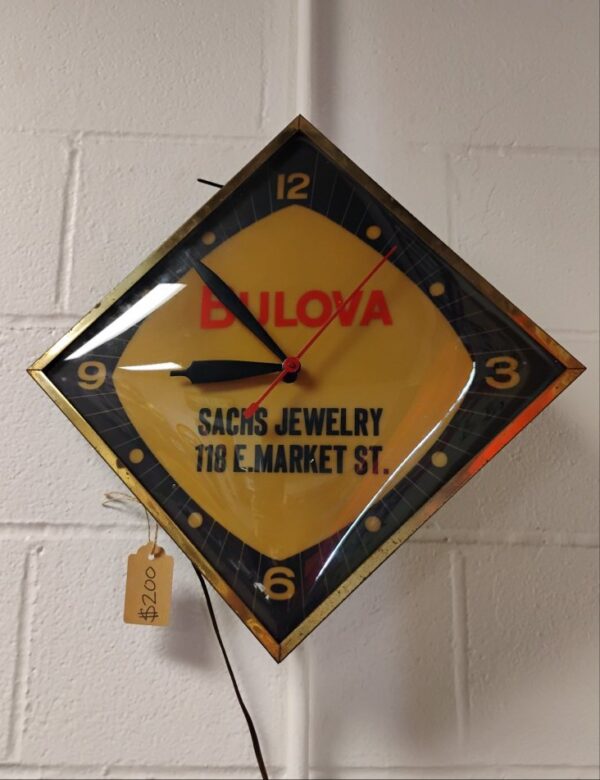 12
BULOVA
9
3
SACHS JEWELRY
118 E. MARKET ST.
6
$200